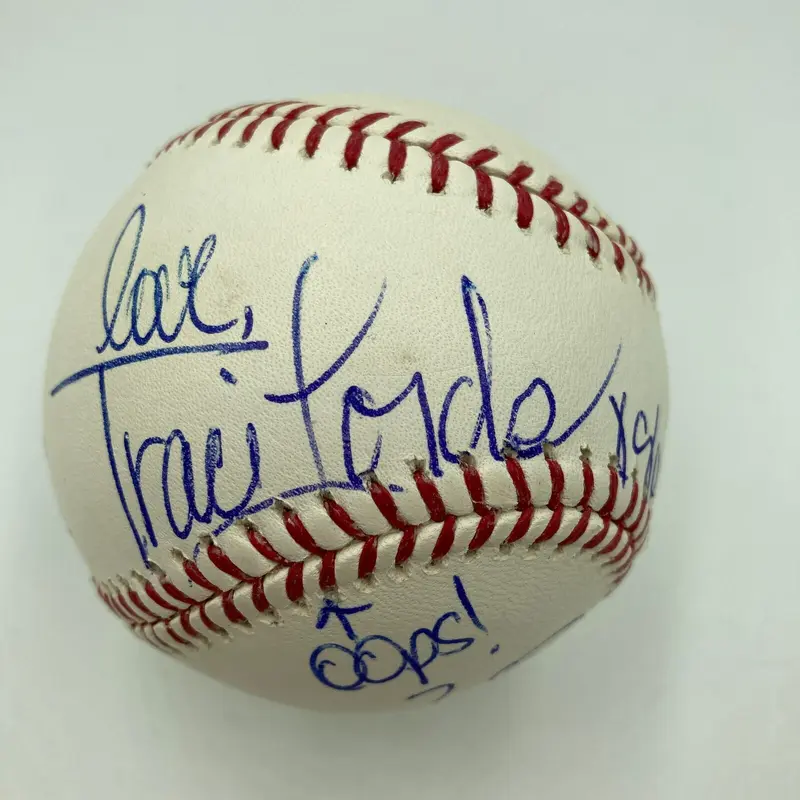 love,
Traci Lords
↑
oops!